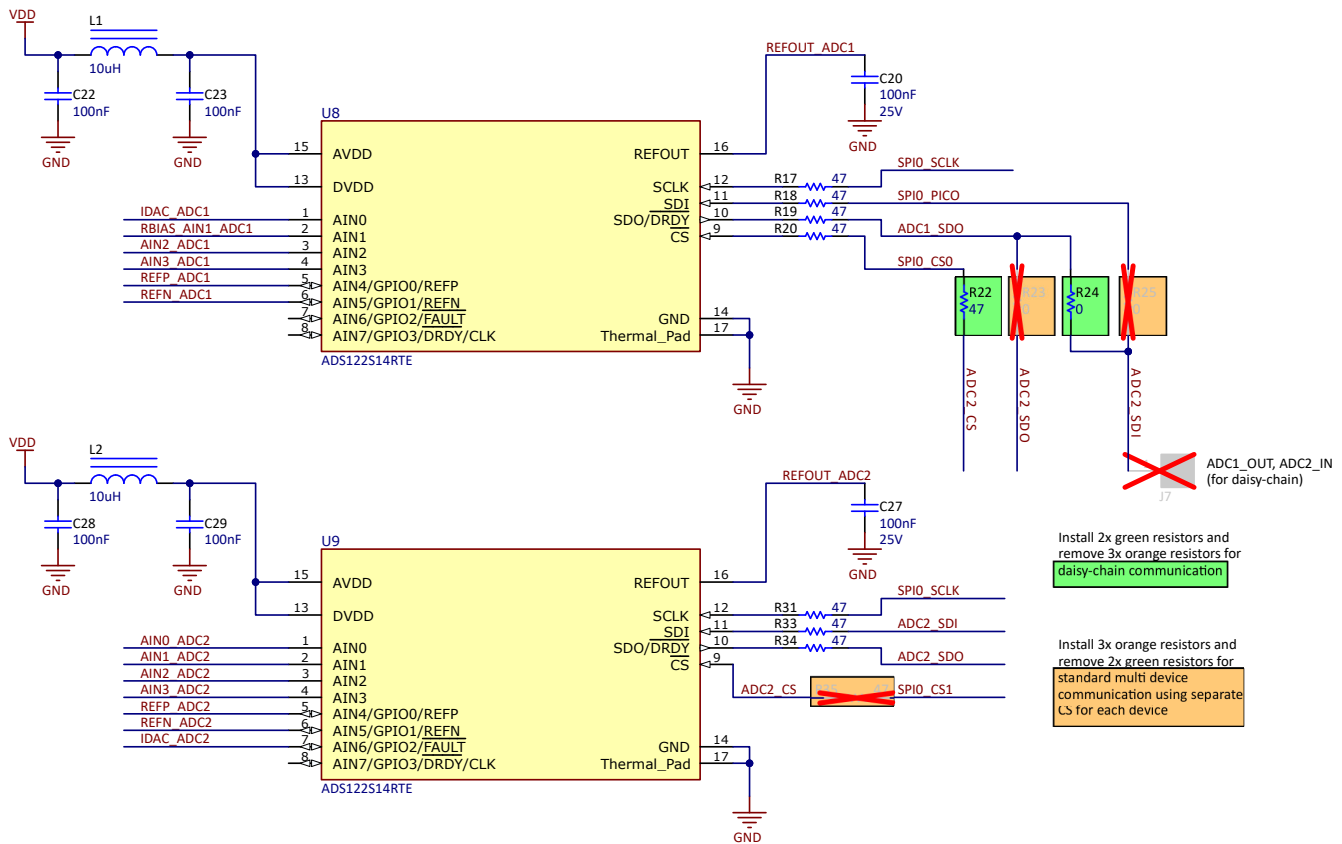 VDD
L1
10uH
C22
100nF
GND
C23
100nF
GND
REFOUT_ADC1
C20
100nF
25V
GND
U8
15 AVDD
13 DVDD
IDAC_ADC1 1 AIN0
RBIAS_AIN1_ADC1 2 AIN1
AIN2_ADC1 3 AIN2
AIN3_ADC1 4 AIN3
REFP_ADC1 5 AIN4/GPIO0/REFP
REFN_ADC1 6 AIN5/GPIO1/REFN
7 AIN6/GPIO2/FAULT
8 AIN7/GPIO3/DRDY/CLK
ADS122S14RTE
REFOUT 16
SCLK 12 R17 47 SPI0_SCLK
SDI 11 R18 47 SPI0_PICO
SDO/DRDY 10 R19 47 ADC1_SDO
CS 9 R20 47 SPI0_CS0
GND 14
Thermal_Pad 17
GND
R22
47
R23
0
R24
0
R25
ADC2_CS
ADC2_SDO
ADC2_SDI
ADC1_OUT, ADC2_IN
(for daisy-chain)
J7
VDD
L2
10uH
C28
100nF
GND
C29
100nF
GND
REFOUT_ADC2
C27
100nF
25V
GND
U9
15 AVDD
13 DVDD
AIN0_ADC2 1 AIN0
AIN1_ADC2 2 AIN1
AIN2_ADC2 3 AIN2
AIN3_ADC2 4 AIN3
REFP_ADC2 5 AIN4/GPIO0/REFP
REFN_ADC2 6 AIN5/GPIO1/REFN
IDAC_ADC2 7 AIN6/GPIO2/FAULT
8 AIN7/GPIO3/DRDY/CLK
ADS122S14RTE
REFOUT 16
SCLK 12 R31 47 SPI0_SCLK
SDI 11 R33 47 ADC2_SDI
SDO/DRDY 10 R34 47 ADC2_SDO
CS 9
ADC2_CS SPI0_CS1
GND 14
Thermal_Pad 17
GND
Install 2x green resistors and
remove 3x orange resistors for
daisy-chain communication
Install 3x orange resistors and
remove 2x green resistors for
standard multi device
communication using separate
CS for each device